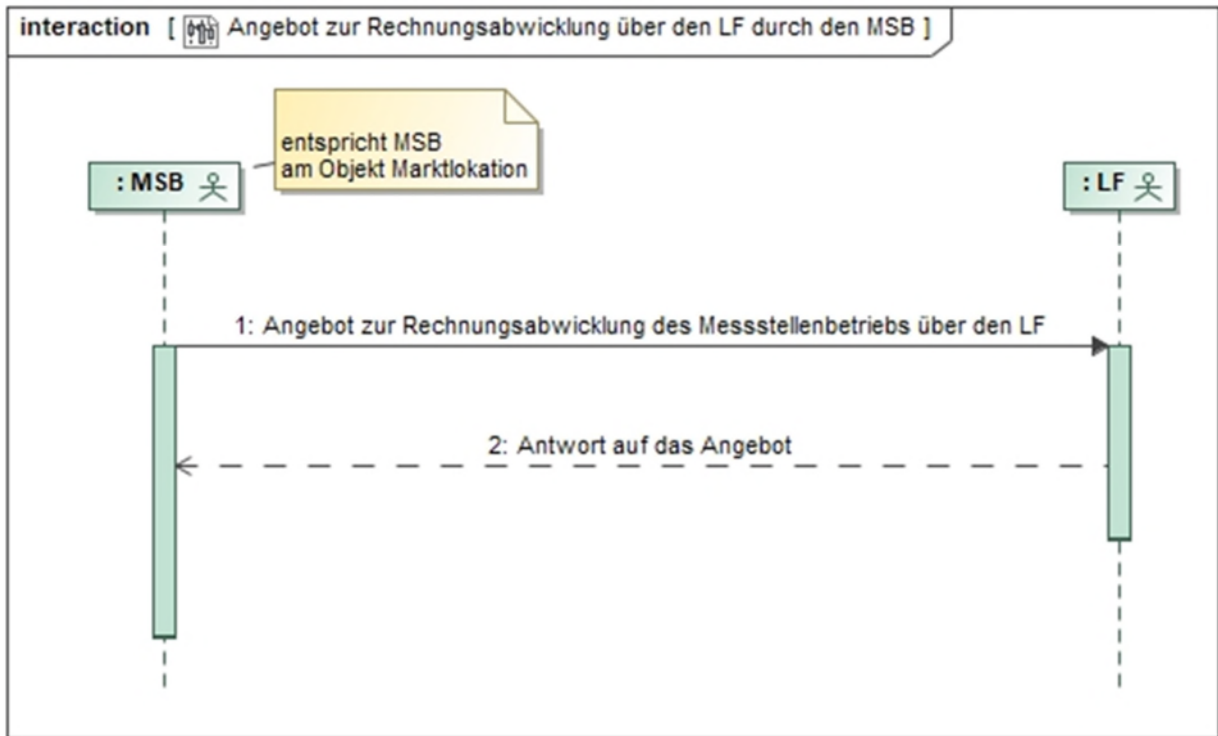 interaction [ Angebot zur Rechnungsabwicklung über den LF durch den MSB ]
entspricht MSB
am Objekt Marktlokation
: MSB
: LF
1: Angebot zur Rechnungsabwicklung des Messstellenbetriebs über den LF
2: Antwort auf das Angebot